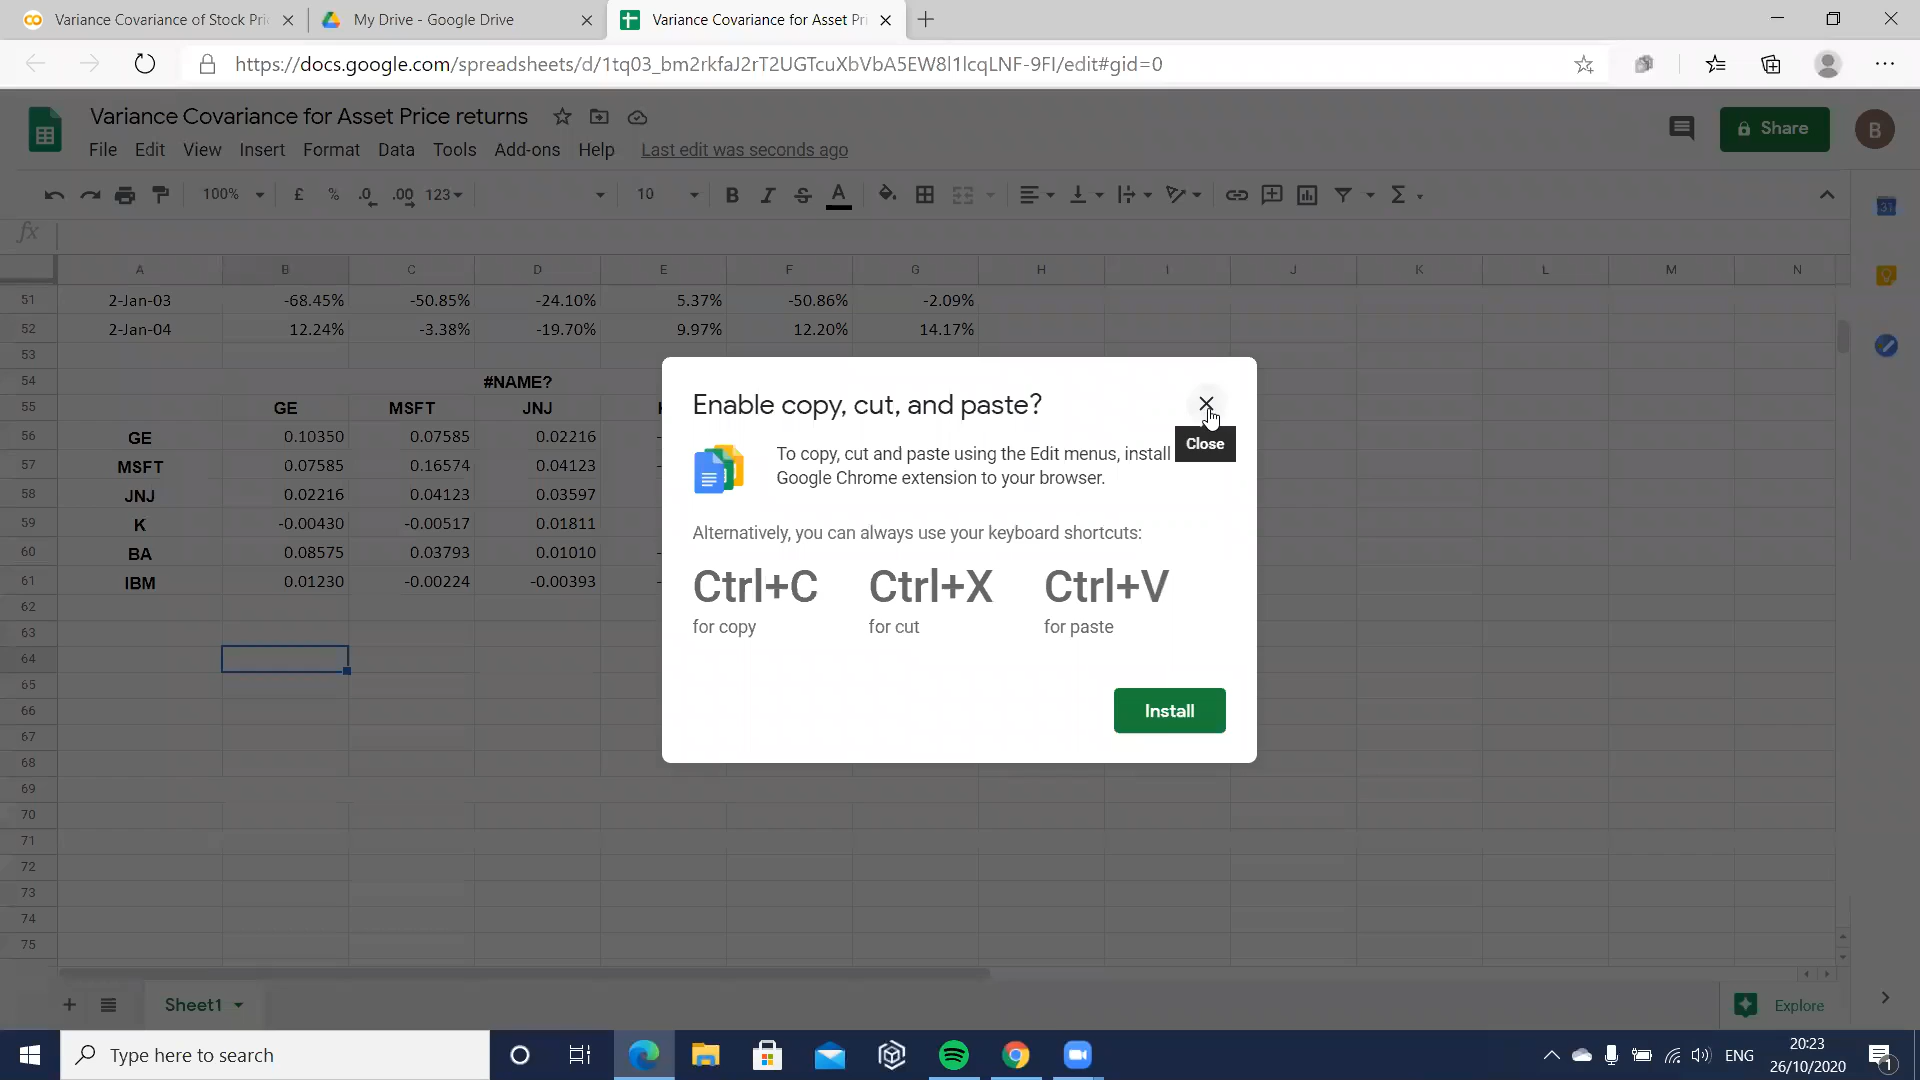 Variance Covariance of Stock Pri
My Drive - Google Drive
Variance Covariance for Asset Pri
https://docs.google.com/spreadsheets/d/1tq03_bm2rkfaJ2rT2UGTcuXbVbA5EW8l1lcqLNF-9FI/edit#gid=0
Variance Covariance for Asset Price returns
Share
B
File Edit View Insert Format Data Tools Add-ons Help Last edit was seconds ago
100% £ % .0 .00 123 10 B I S A Σ
31
fx
A B C D E F G H I J K L M N
51 2-Jan-03 -68.45% -50.85% -24.10% 5.37% -50.86% -2.09%
52 2-Jan-04 12.24% -3.38% -19.70% 9.97% 12.20% 14.17%
53
54 #NAME?
55 GE MSFT JNJ
56 GE 0.10350 0.07585 0.02216
57 MSFT 0.07585 0.16574 0.04123
58 JNJ 0.02216 0.04123 0.03597
59 K -0.00430 -0.00517 0.01811
60 BA 0.08575 0.03793 0.01010
61 IBM 0.01230 -0.00224 -0.00393
62
63
64
65
66
67
68
69
70
71
72
73
74
75
Enable copy, cut, and paste?
Close
To copy, cut and paste using the Edit menus, install
Google Chrome extension to your browser.
Alternatively, you can always use your keyboard shortcuts:
Ctrl+C Ctrl+X Ctrl+V
for copy for cut for paste
Install
Sheet1
Explore
Type here to search
ENG
20:23
26/10/2020
1